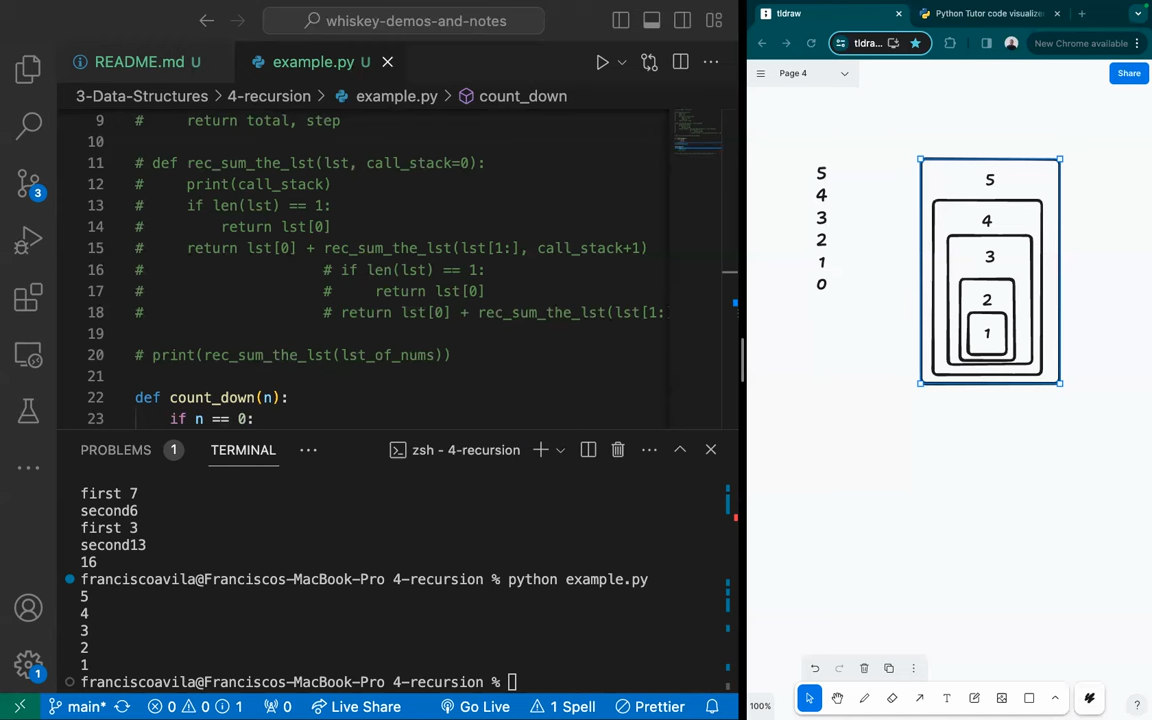 whiskey-demos-and-notes
README.md U
example.py U
3-Data-Structures > 4-recursion > example.py > count_down
9 # return total, step
10
11 # def rec_sum_the_lst(lst, call_stack=0):
12 # print(call_stack)
13 # if len(lst) == 1:
14 # return lst[0]
15 # return lst[0] + rec_sum_the_lst(lst[1:], call_stack+1)
16 # # if len(lst) == 1:
17 # # return lst[0]
18 # # return lst[0] + rec_sum_the_lst(lst[1:
19
20 # print(rec_sum_the_lst(lst_of_nums))
21
22 def count_down(n):
23 if n == 0:
PROBLEMS 1 TERMINAL
zsh - 4-recursion
first 7
second6
first 3
second13
16
franciscoavila@Franciscos-MacBook-Pro 4-recursion % python example.py
5
4
3
2
1
franciscoavila@Franciscos-MacBook-Pro 4-recursion %
3
1
main* 0 0 1 0 Live Share Go Live 1 Spell Prettier
tldraw
Python Tutor code visualize
tldraw...
New Chrome available
Page 4
Share
5
4
3
2
1
0
5
4
3
2
1
100%
T
?